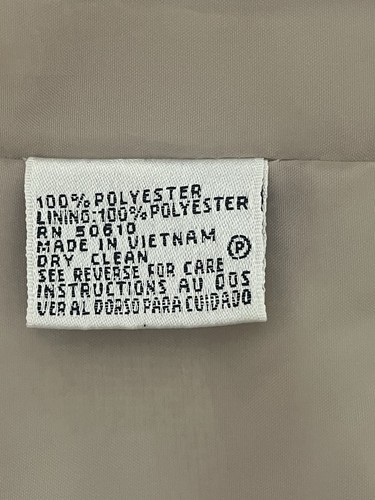 100% POLYESTER
LINING:100% POLYESTER
RN 50610
MADE IN VIETNAM
DRY CLEAN Ⓟ
SEE REVERSE FOR CARE
INSTRUCTIONS AU DOS
VER AL DORSO PARA CUIDADO